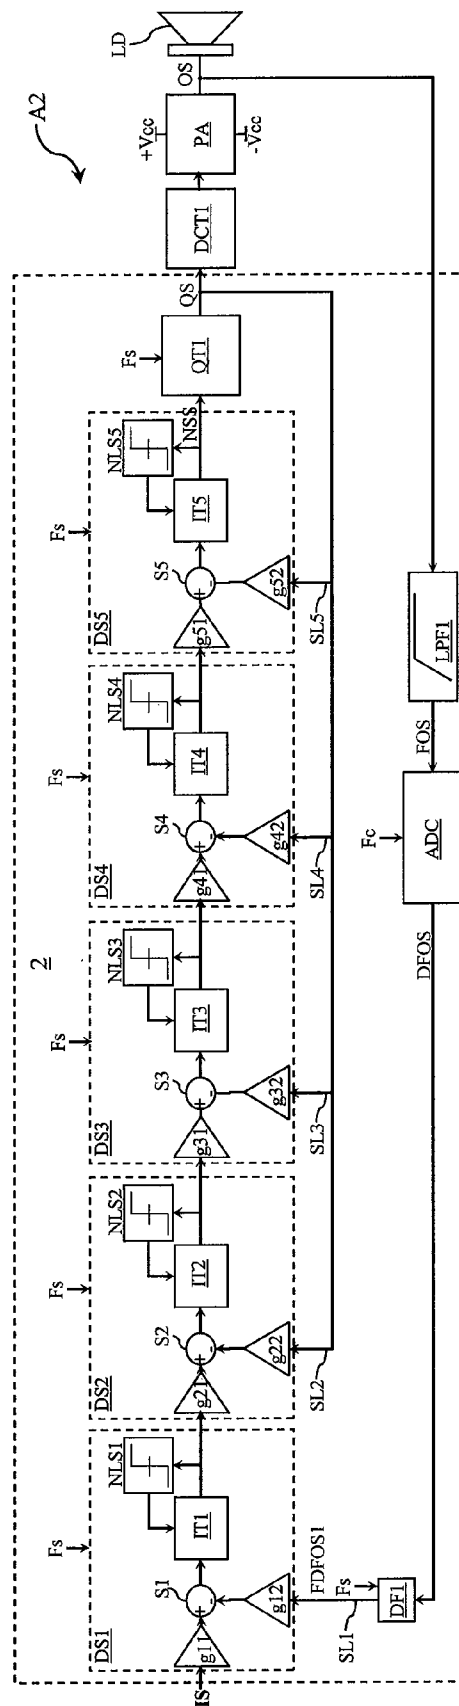 A2
LD
OS
+Vcc
PA
-Vcc
DCT1
2
QS
Fs
QT1
NSS
Fs
DS5
NLS5
IT5
S5
+
-
g51
g52
SL5
Fs
DS4
NLS4
IT4
S4
+
-
g41
g42
SL4
Fs
DS3
NLS3
IT3
S3
+
-
g31
g32
SL3
Fs
DS2
NLS2
IT2
S2
+
-
g21
g22
SL2
Fs
DS1
NLS1
IT1
S1
+
+
g11
g12
IS
FDFOS1
SL1
Fs
DF1
DFOS
Fc
ADC
FOS
LPF1